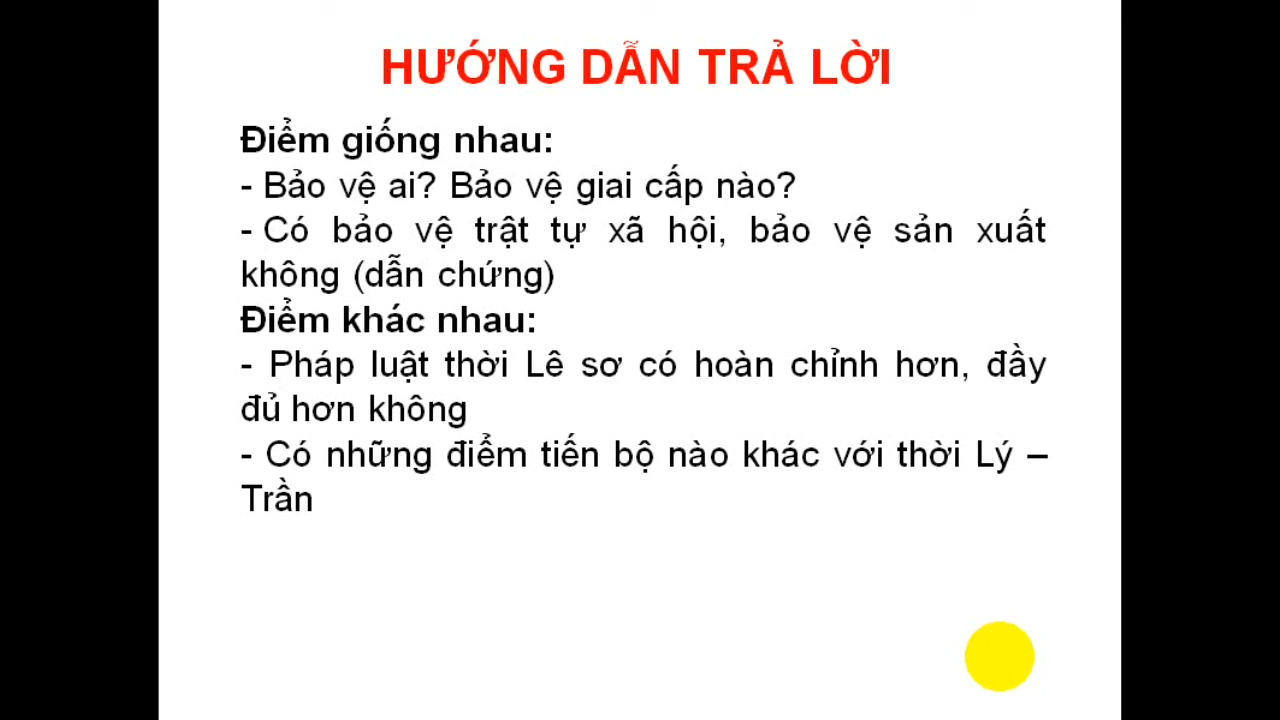 HƯỚNG DẪN TRẢ LỜI
Điểm giống nhau:
- Bảo vệ ai? Bảo vệ giai cấp nào?
- Có bảo vệ trật tự xã hội, bảo vệ sản xuất
không (dẫn chứng)
Điểm khác nhau:
- Pháp luật thời Lê sơ có hoàn chỉnh hơn, đầy
đủ hơn không
- Có những điểm tiến bộ nào khác với thời Lý –
Trần